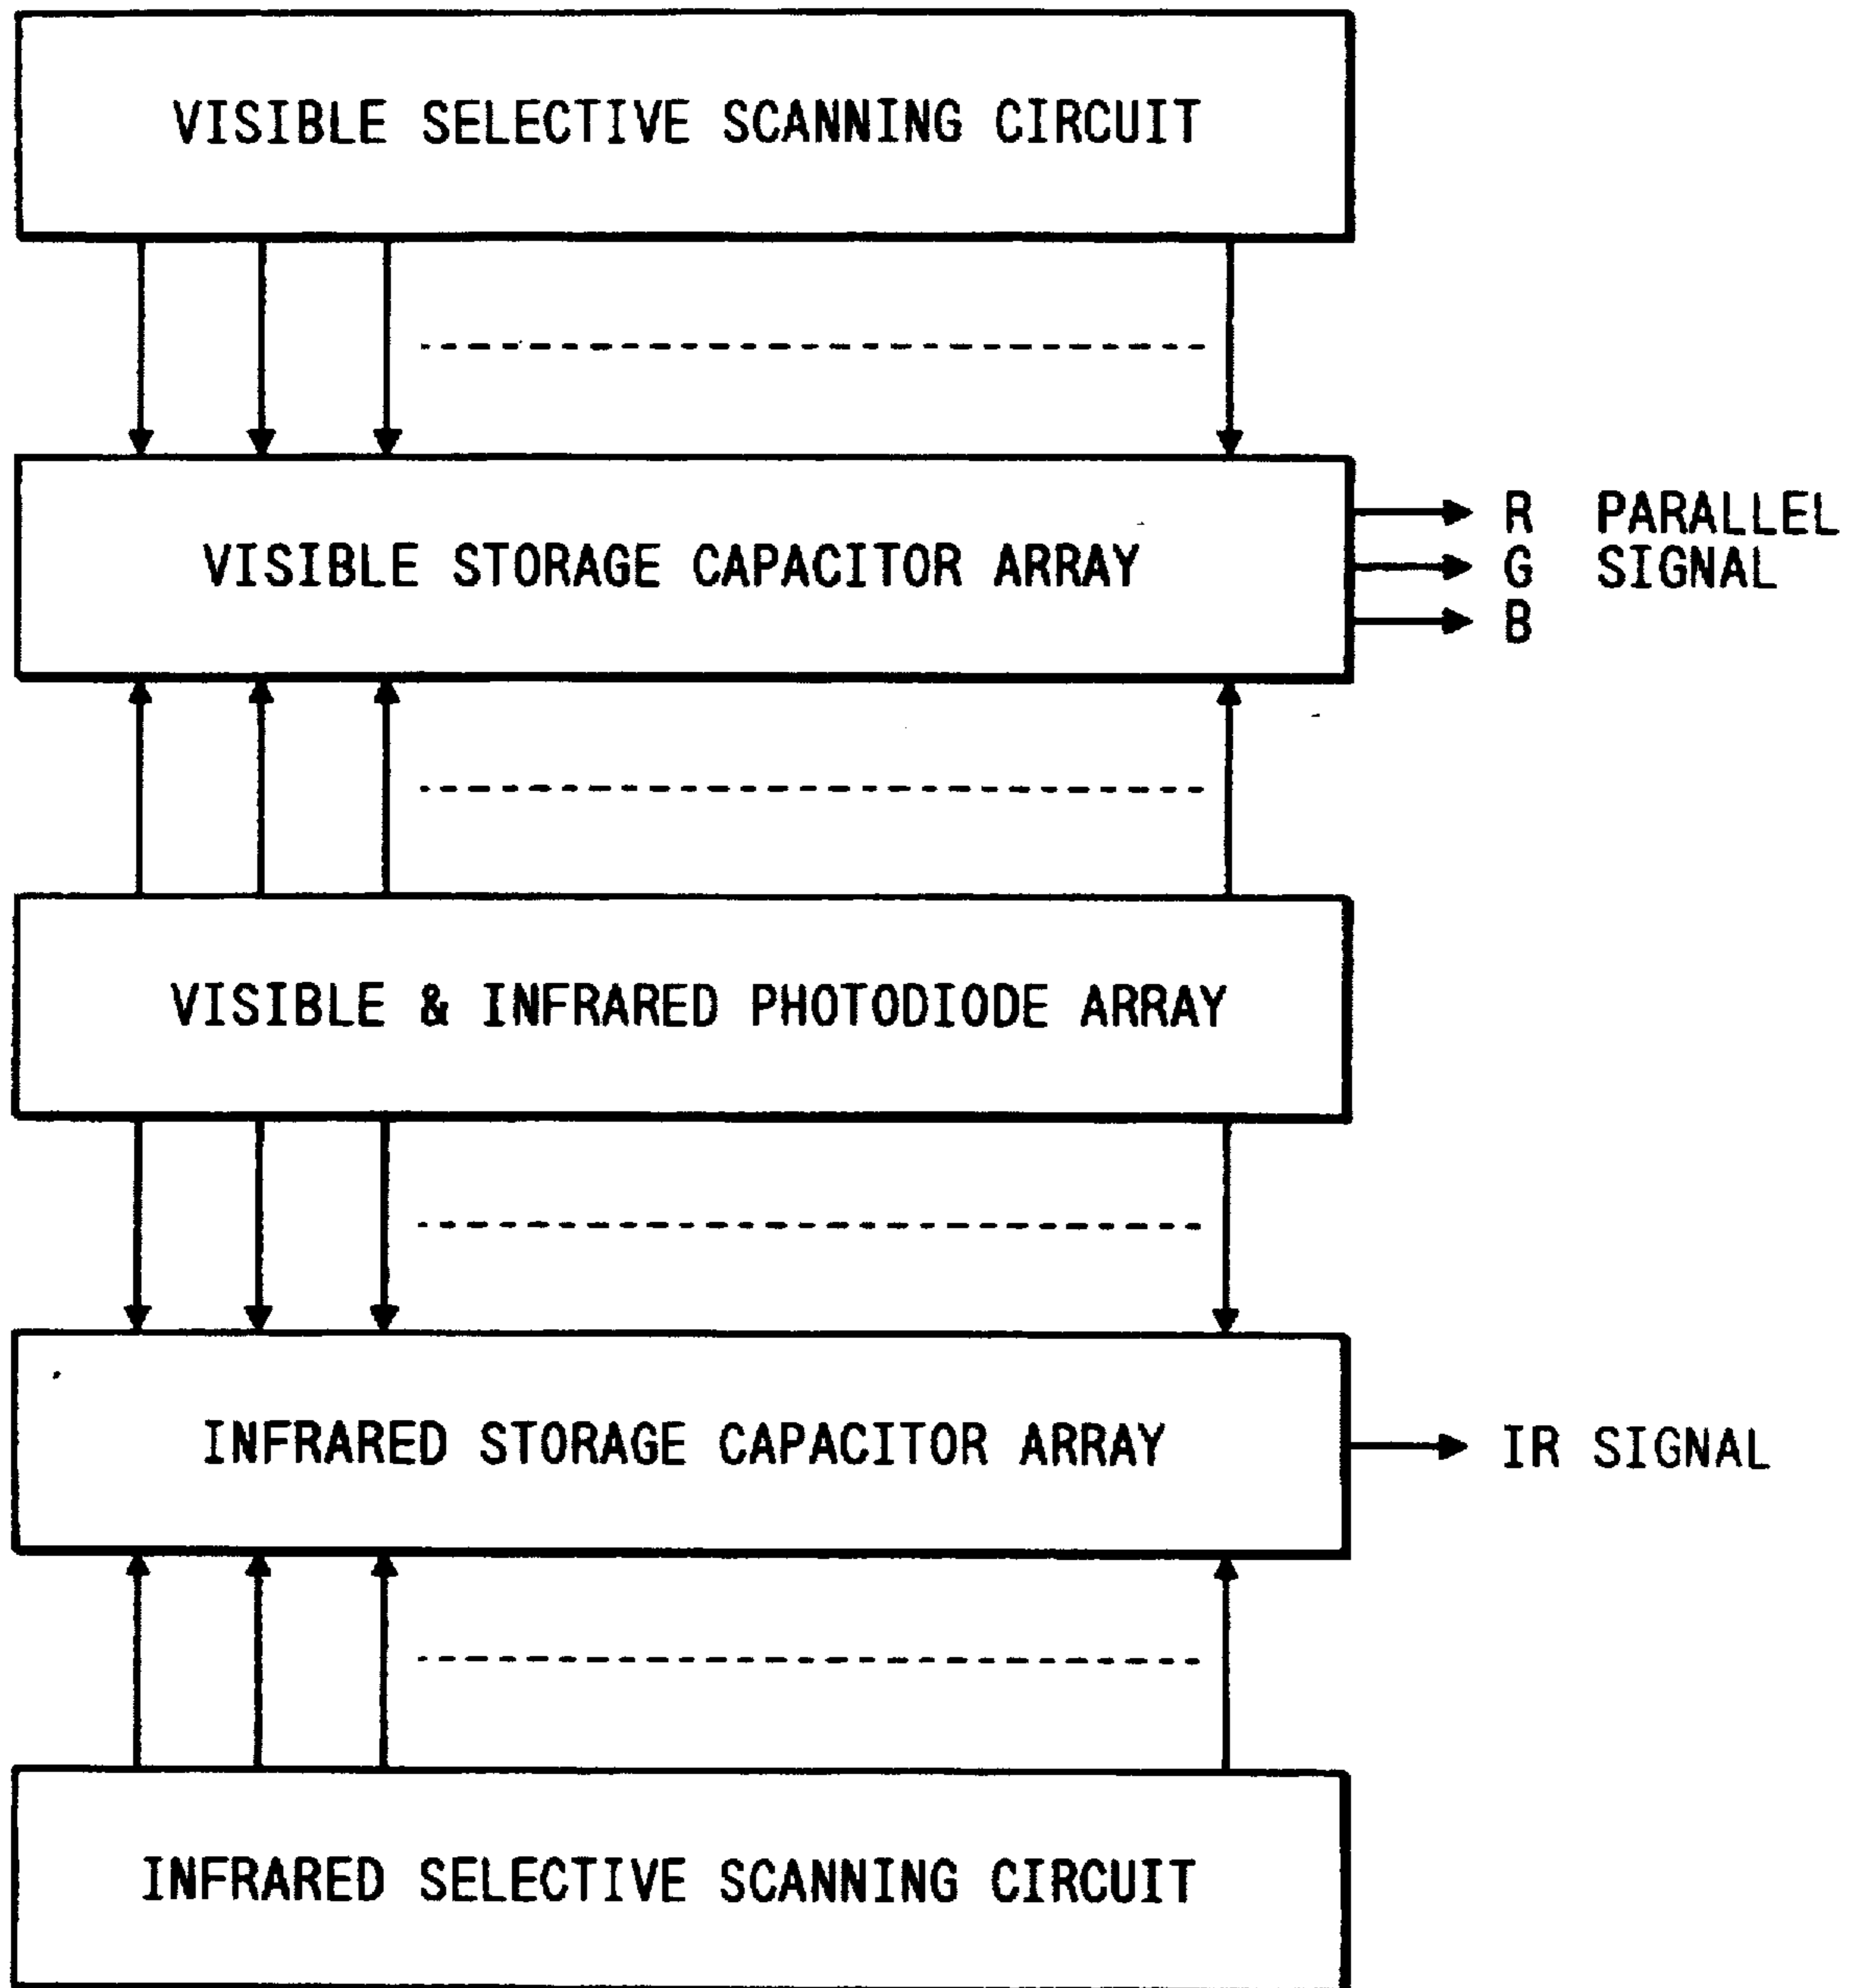 VISIBLE SELECTIVE SCANNING CIRCUIT
VISIBLE STORAGE CAPACITOR ARRAY
R PARALLEL
G SIGNAL
B
VISIBLE & INFRARED PHOTODIODE ARRAY
INFRARED STORAGE CAPACITOR ARRAY
IR SIGNAL
INFRARED SELECTIVE SCANNING CIRCUIT